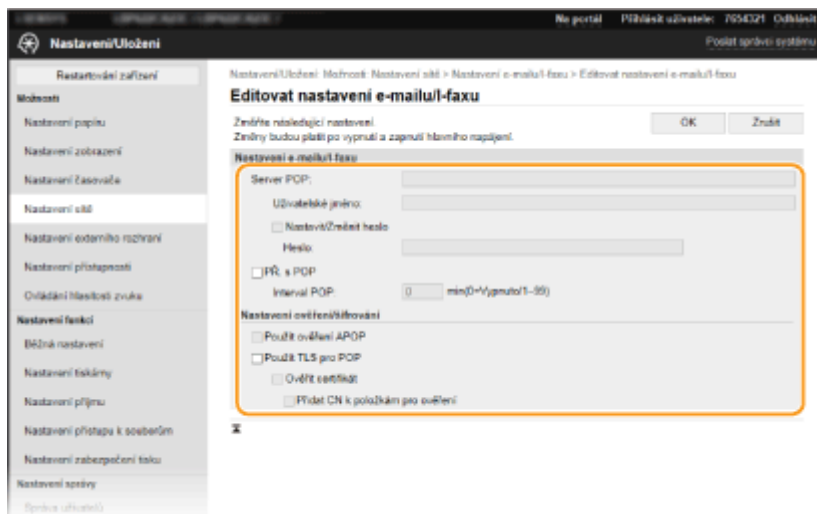 Na portál Přihlásit uživatele: 7654321 Odhlásit
Nastavení/Uložení
Poslat správci systému
Restartování zařízení
Možnosti
Nastavení papíru
Nastavení zobrazení
Nastavení časovače
Nastavení sítě
Nastavení externího rozhraní
Nastavení přístupnosti
Ovládání hlasitosti zvuku
Nastavení funkcí
Běžná nastavení
Nastavení tiskárny
Nastavení příjmu
Nastavení přístupu k souborům
Nastavení zabezpečení tisku
Nastavení správy
Správa uživatelů
Nastavení/Uložení: Možnosti: Nastavení sítě > Nastavení e-mailu/I-faxu > Editovat nastavení e-mailu/I-faxu
Editovat nastavení e-mailu/I-faxu
Změňte následující nastavení.
Změny budou platit po vypnutí a zapnutí hlavního napájení.
OK
Zrušit
Nastavení e-mailu/I-faxu
Server POP:
Uživatelské jméno:
Nastavit/Změnit heslo
Heslo:
PŘ. s POP
Interval POP: 0 min(0=Vypnuto/1-99)
Nastavení ověření/šifrování
Použít ověření APOP
Použít TLS pro POP
Ověřit certifikát
Přidat CN k položkám pro ověření